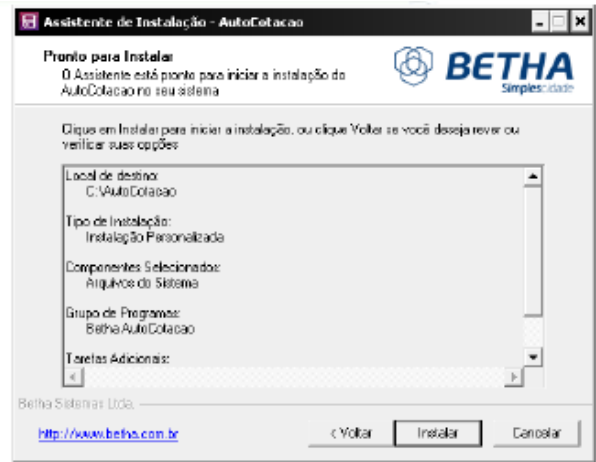 Assistente de Instalação - AutoCotacao
Pronto para Instalar
O Assistente está pronto para iniciar a instalação do
AutoCotacao no seu sistema
BETHA
Simplescidade
Clique em Instalar para iniciar a instalação, ou clique Voltar se você deseja rever ou
verificar suas opções
Local de destino:
C:\AutoCotacao
Tipo de Instalação:
Instalação Personalizada
Componentes Selecionados:
Arquivos do Sistema
Grupo de Programas:
Betha AutoCotacao
Tarefas Adicionais:
Betha Sistemas Ltda.
http://www.betha.com.br
< Voltar
Instalar
Cancelar